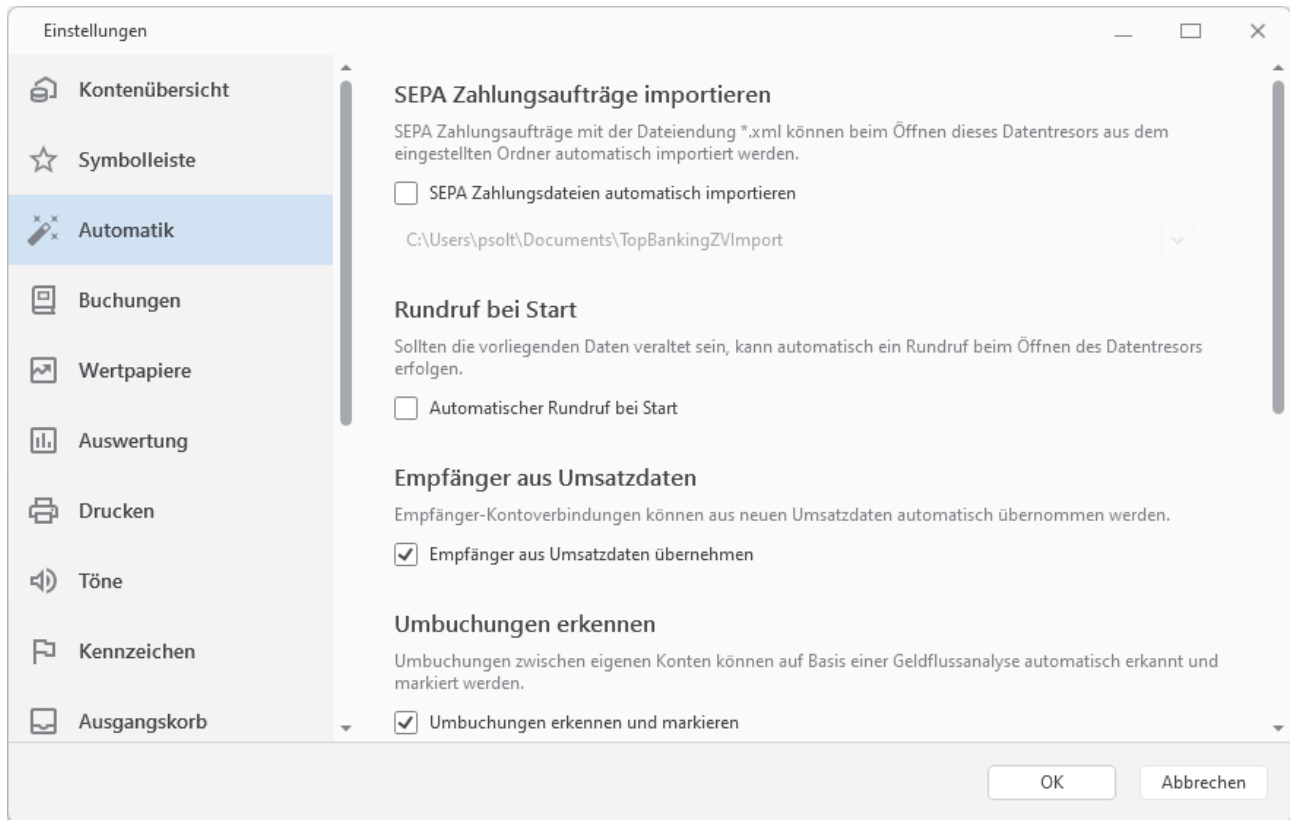 Einstellungen
Kontenübersicht
Symbolleiste
Automatik
Buchungen
Wertpapiere
Auswertung
Drucken
Töne
Kennzeichen
Ausgangskorb
SEPA Zahlungsaufträge importieren
SEPA Zahlungsaufträge mit der Dateiendung *.xml können beim Öffnen dieses Datentresors aus dem
eingestellten Ordner automatisch importiert werden.
SEPA Zahlungsdateien automatisch importieren
C:\Users\psolt\Documents\TopBankingZVImport
Rundruf bei Start
Sollten die vorliegenden Daten veraltet sein, kann automatisch ein Rundruf beim Öffnen des Datentresors
erfolgen.
Automatischer Rundruf bei Start
Empfänger aus Umsatzdaten
Empfänger-Kontoverbindungen können aus neuen Umsatzdaten automatisch übernommen werden.
Empfänger aus Umsatzdaten übernehmen
Umbuchungen erkennen
Umbuchungen zwischen eigenen Konten können auf Basis einer Geldflussanalyse automatisch erkannt und
markiert werden.
Umbuchungen erkennen und markieren
OK
Abbrechen